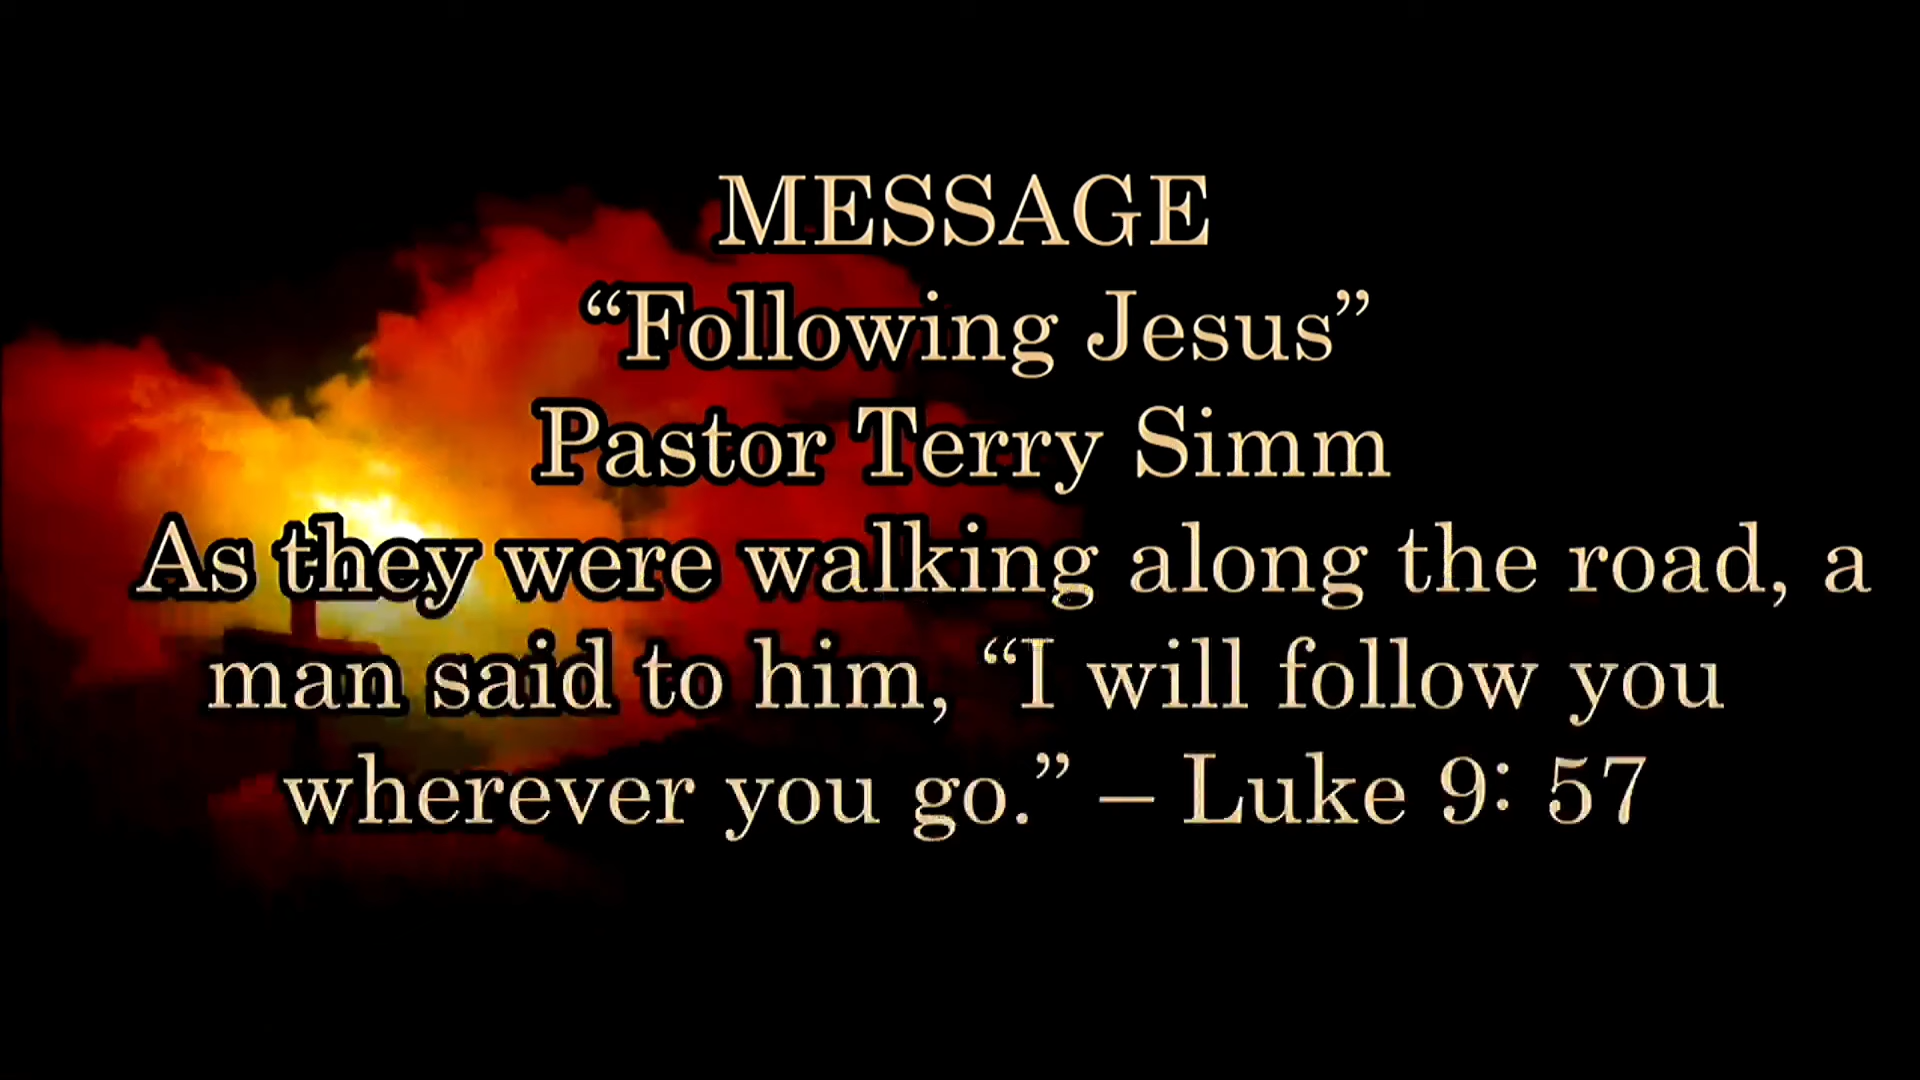 MESSAGE
“Following Jesus”
Pastor Terry Simm
As they were walking along the road, a
man said to him, “I will follow you
wherever you go.” – Luke 9: 57